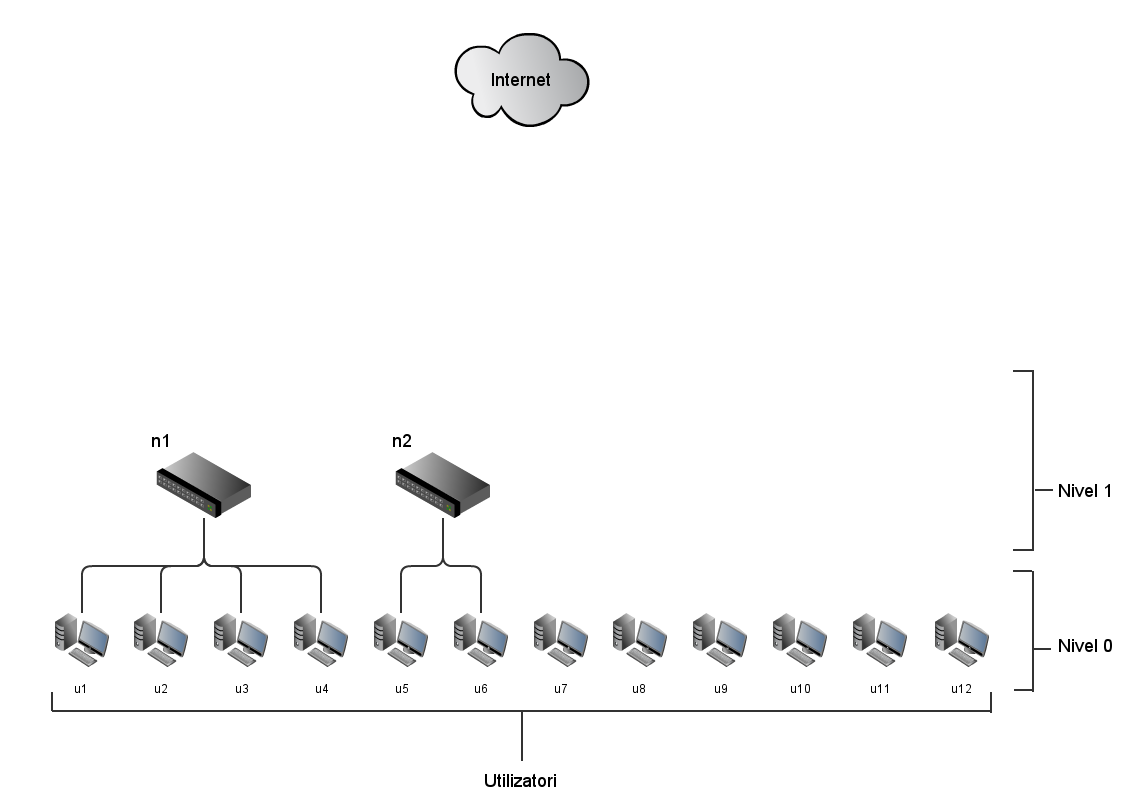 Internet
n1
n2
Nivel 1
Nivel 0
u1 u2 u3 u4 u5 u6 u7 u8 u9 u10 u11 u12
Utilizatori